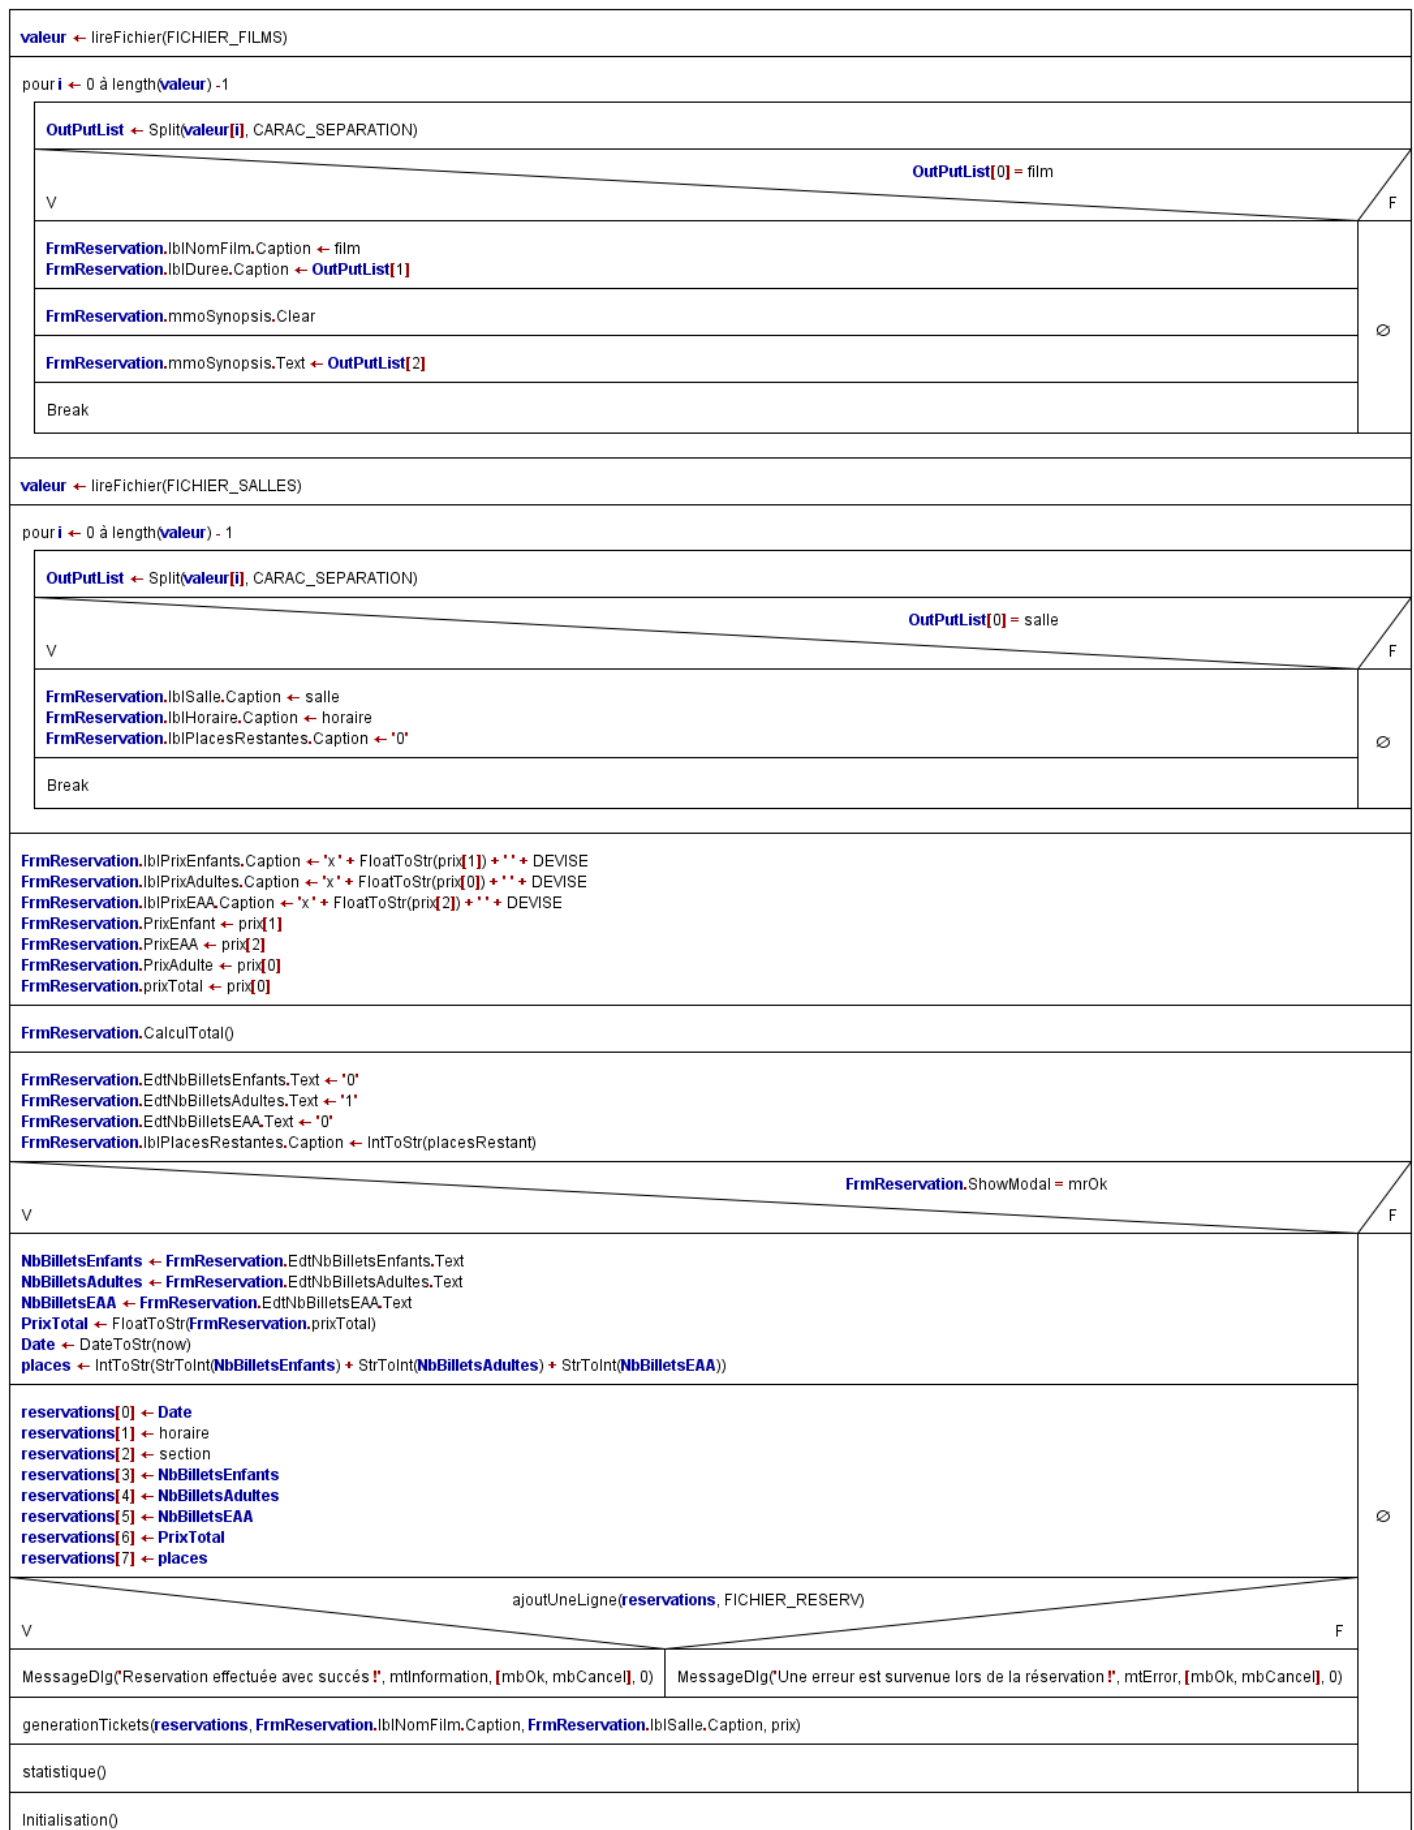 valeur ← lireFichier(FICHIER_FILMS)
pour i ← 0 à length(valeur) -1
OutPutList ← Split(valeur[i], CARAC_SEPARATION)
OutPutList[0] = film
V
F
FrmReservation.lblNomFilm.Caption ← film
FrmReservation.lblDuree.Caption ← OutPutList[1]
FrmReservation.mmoSynopsis.Clear
∅
FrmReservation.mmoSynopsis.Text ← OutPutList[2]
Break
valeur ← lireFichier(FICHIER_SALLES)
pour i ← 0 à length(valeur) - 1
OutPutList ← Split(valeur[i], CARAC_SEPARATION)
OutPutList[0] = salle
V
F
FrmReservation.lblSalle.Caption ← salle
FrmReservation.lblHoraire.Caption ← horaire
FrmReservation.lblPlacesRestantes.Caption ← '0'
∅
Break
FrmReservation.lblPrixEnfants.Caption ← 'x ' + FloatToStr(prix[1]) + ' ' + DEVISE
FrmReservation.lblPrixAdultes.Caption ← 'x ' + FloatToStr(prix[0]) + ' ' + DEVISE
FrmReservation.lblPrixEAA.Caption ← 'x ' + FloatToStr(prix[2]) + ' ' + DEVISE
FrmReservation.PrixEnfant ← prix[1]
FrmReservation.PrixEAA ← prix[2]
FrmReservation.PrixAdulte ← prix[0]
FrmReservation.prixTotal ← prix[0]
FrmReservation.CalculTotal()
FrmReservation.EdtNbBilletsEnfants.Text ← '0'
FrmReservation.EdtNbBilletsAdultes.Text ← '1'
FrmReservation.EdtNbBilletsEAA.Text ← '0'
FrmReservation.lblPlacesRestantes.Caption ← IntToStr(placesRestant)
FrmReservation.ShowModal = mrOk
V
F
NbBilletsEnfants ← FrmReservation.EdtNbBilletsEnfants.Text
NbBilletsAdultes ← FrmReservation.EdtNbBilletsAdultes.Text
NbBilletsEAA ← FrmReservation.EdtNbBilletsEAA.Text
PrixTotal ← FloatToStr(FrmReservation.prixTotal)
Date ← DateToStr(now)
places ← IntToStr(StrToInt(NbBilletsEnfants) + StrToInt(NbBilletsAdultes) + StrToInt(NbBilletsEAA))
reservations[0] ← Date
reservations[1] ← horaire
reservations[2] ← section
reservations[3] ← NbBilletsEnfants
reservations[4] ← NbBilletsAdultes
reservations[5] ← NbBilletsEAA
∅
reservations[6] ← PrixTotal
reservations[7] ← places
ajoutUneLigne(reservations, FICHIER_RESERV)
V
F
MessageDlg('Reservation effectuée avec succés !', mtInformation, [mbOk, mbCancel], 0)
MessageDlg('Une erreur est survenue lors de la réservation !', mtError, [mbOk, mbCancel], 0)
generationTickets(reservations, FrmReservation.lblNomFilm.Caption, FrmReservation.lblSalle.Caption, prix)
statistique()
Initialisation()